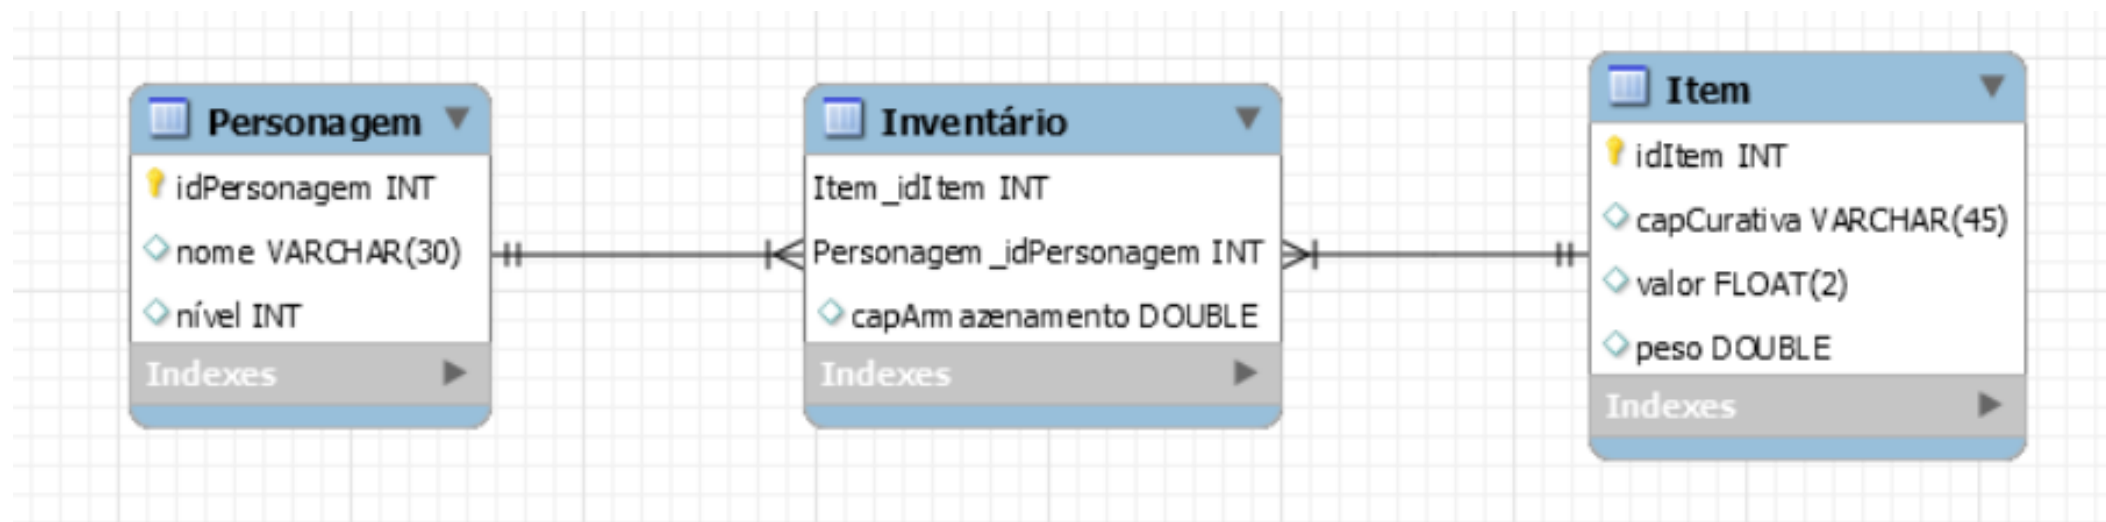 Personagem
idPersonagem INT
nome VARCHAR(30)
nível INT
Indexes
Inventário
Item_idItem INT
Personagem_idPersonagem INT
capArmazenamento DOUBLE
Indexes
Item
idItem INT
capCurativa VARCHAR(45)
valor FLOAT(2)
peso DOUBLE
Indexes